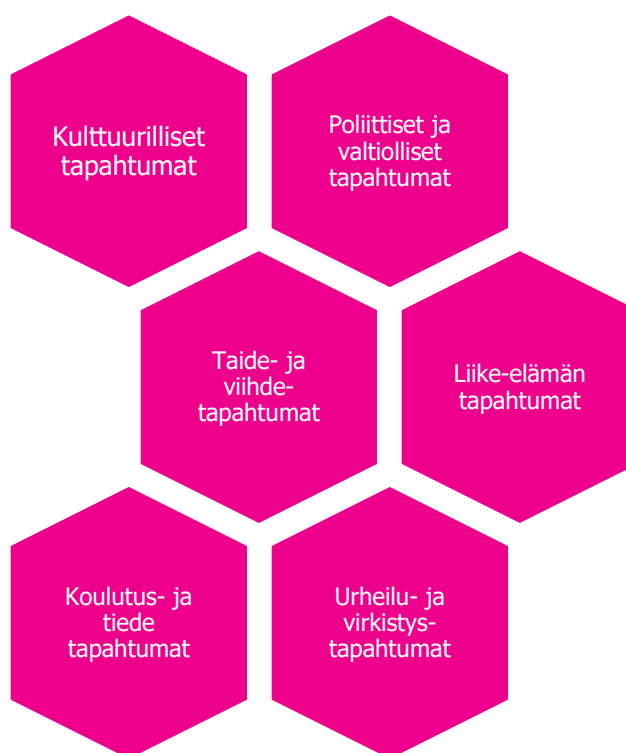 Kulttuurilliset
tapahtumat
Poliittiset ja
valtiolliset
tapahtumat
Taide- ja
viihde-
tapahtumat
Liike-elämän
tapahtumat
Koulutus- ja
tiede
tapahtumat
Urheilu- ja
virkistys-
tapahtumat